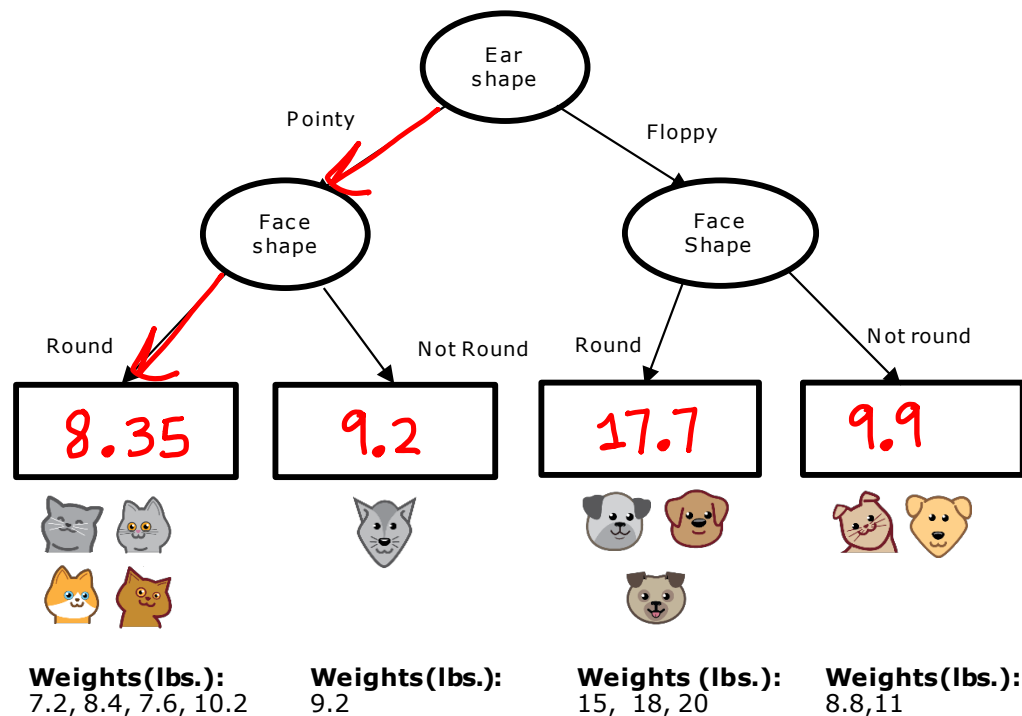 Ear
shape
Pointy
Floppy
Face
shape
Face
Shape
Round
Not Round
Round
Not round
8.35
9.2
17.7
9.9
Weights(lbs.):
7.2, 8.4, 7.6, 10.2
Weights(lbs.):
9.2
Weights (lbs.):
15, 18, 20
Weights(lbs.):
8.8,11